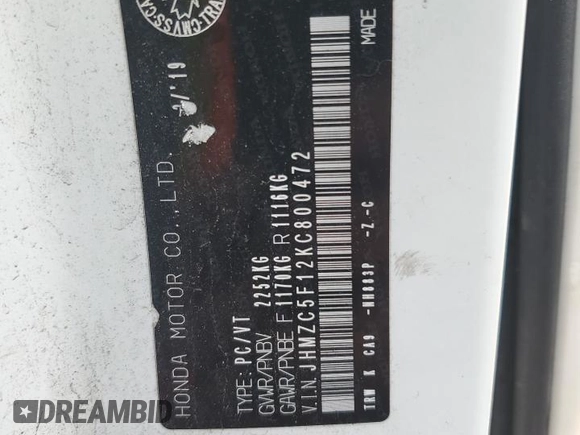 CMVSS
HONDA MOTOR CO.,LTD. /'19
TYPE: PC/VT
GVWR/PNBV 2252KG
GAWR/PNBE F 1170KG R 1116KG
V.I.N. JHMZC5F12KC800472
TRM K CA9 -NH883P -Z -C
MADE
DREAMBID